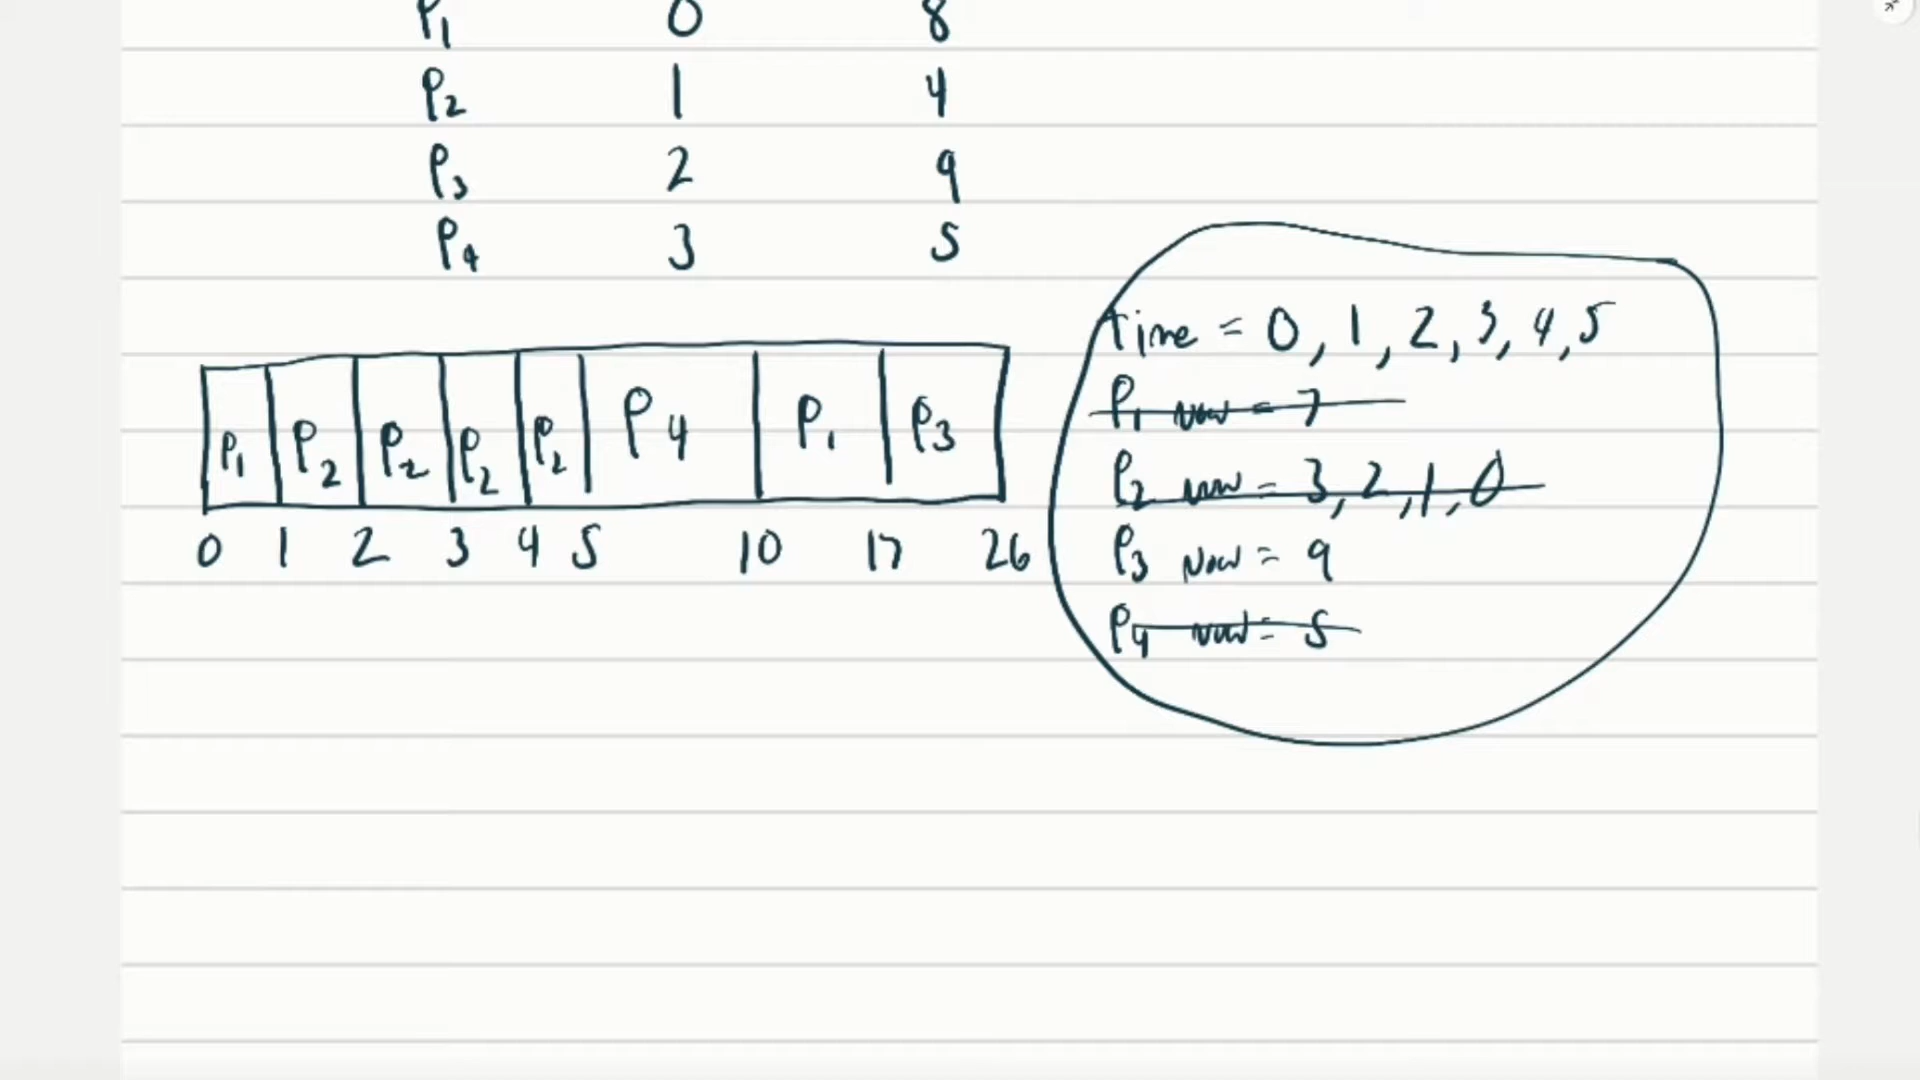 P1 0 8
P2 1 4
P3 2 9
P4 3 5
P1 P2 P2 P2 P2 P4 P1 P3
0 1 2 3 4 5 10 17 26
Time = 0, 1, 2, 3, 4, 5
P1 now = 7
P2 now = 3, 2, 1, 0
P3 Now = 9
P4 now = 5